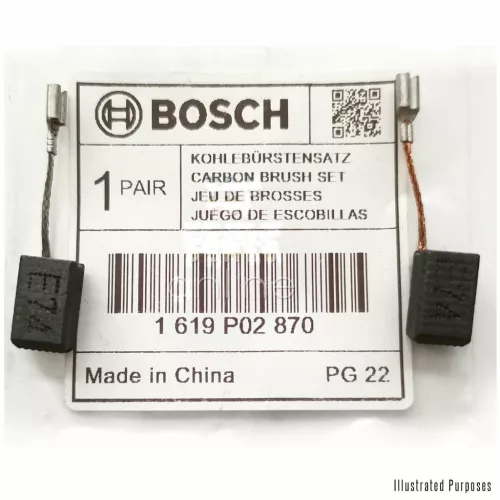 BOSCH
1 PAIR
KOHLEBÜRSTENSATZ
CARBON BRUSH SET
JEU DE BROSSES
JUEGO DE ESCOBILLAS
1 619 P02 870
Made in China PG 22
E74
Illustrated Purposes